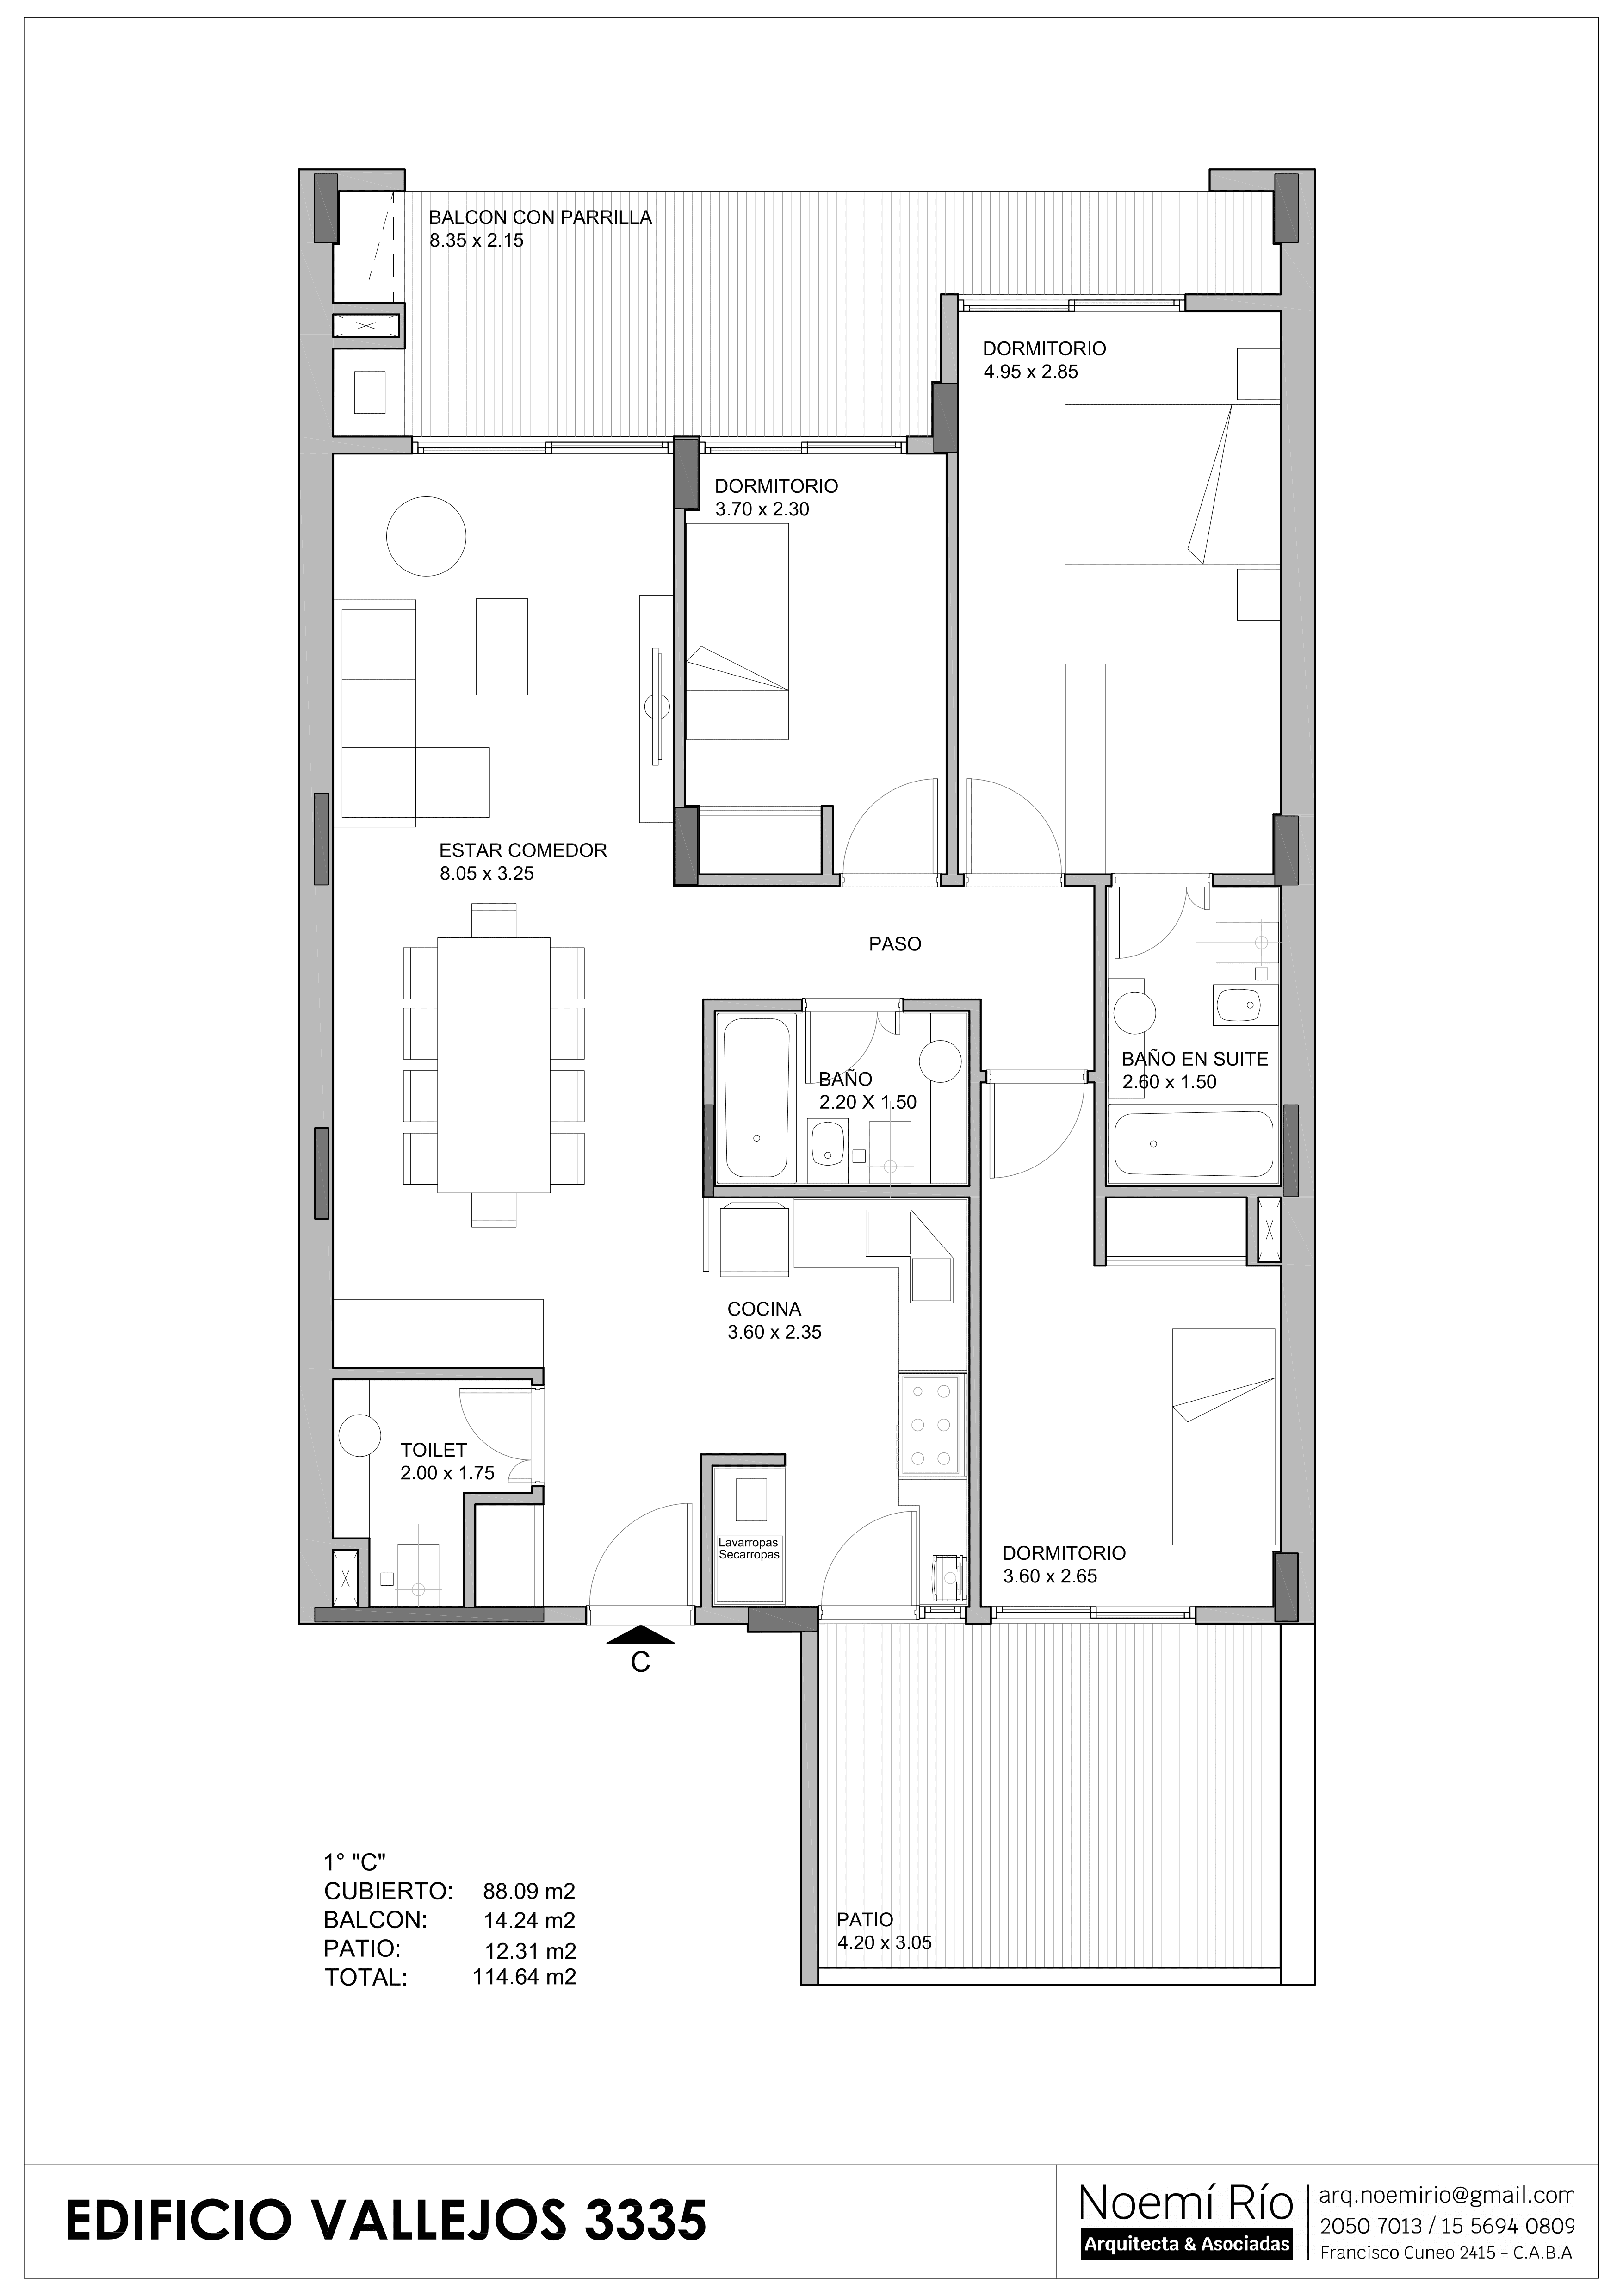 BALCON CON PARRILLA
8.35 x 2.15
DORMITORIO
4.95 x 2.85
DORMITORIO
3.70 x 2.30
ESTAR COMEDOR
8.05 x 3.25
PASO
BAÑO
2.20 X 1.50
BAÑO EN SUITE
2.60 x 1.50
COCINA
3.60 x 2.35
TOILET
2.00 x 1.75
Lavarropas
Secarropas
DORMITORIO
3.60 x 2.65
C
PATIO
4.20 x 3.05
1° "C"
CUBIERTO: 88.09 m2
BALCON: 14.24 m2
PATIO: 12.31 m2
TOTAL: 114.64 m2
EDIFICIO VALLEJOS 3335
Noemí Río
Arquitecta & Asociadas
arq.noemirio@gmail.com
2050 7013 / 15 5694 0809
Francisco Cuneo 2415 - C.A.B.A.